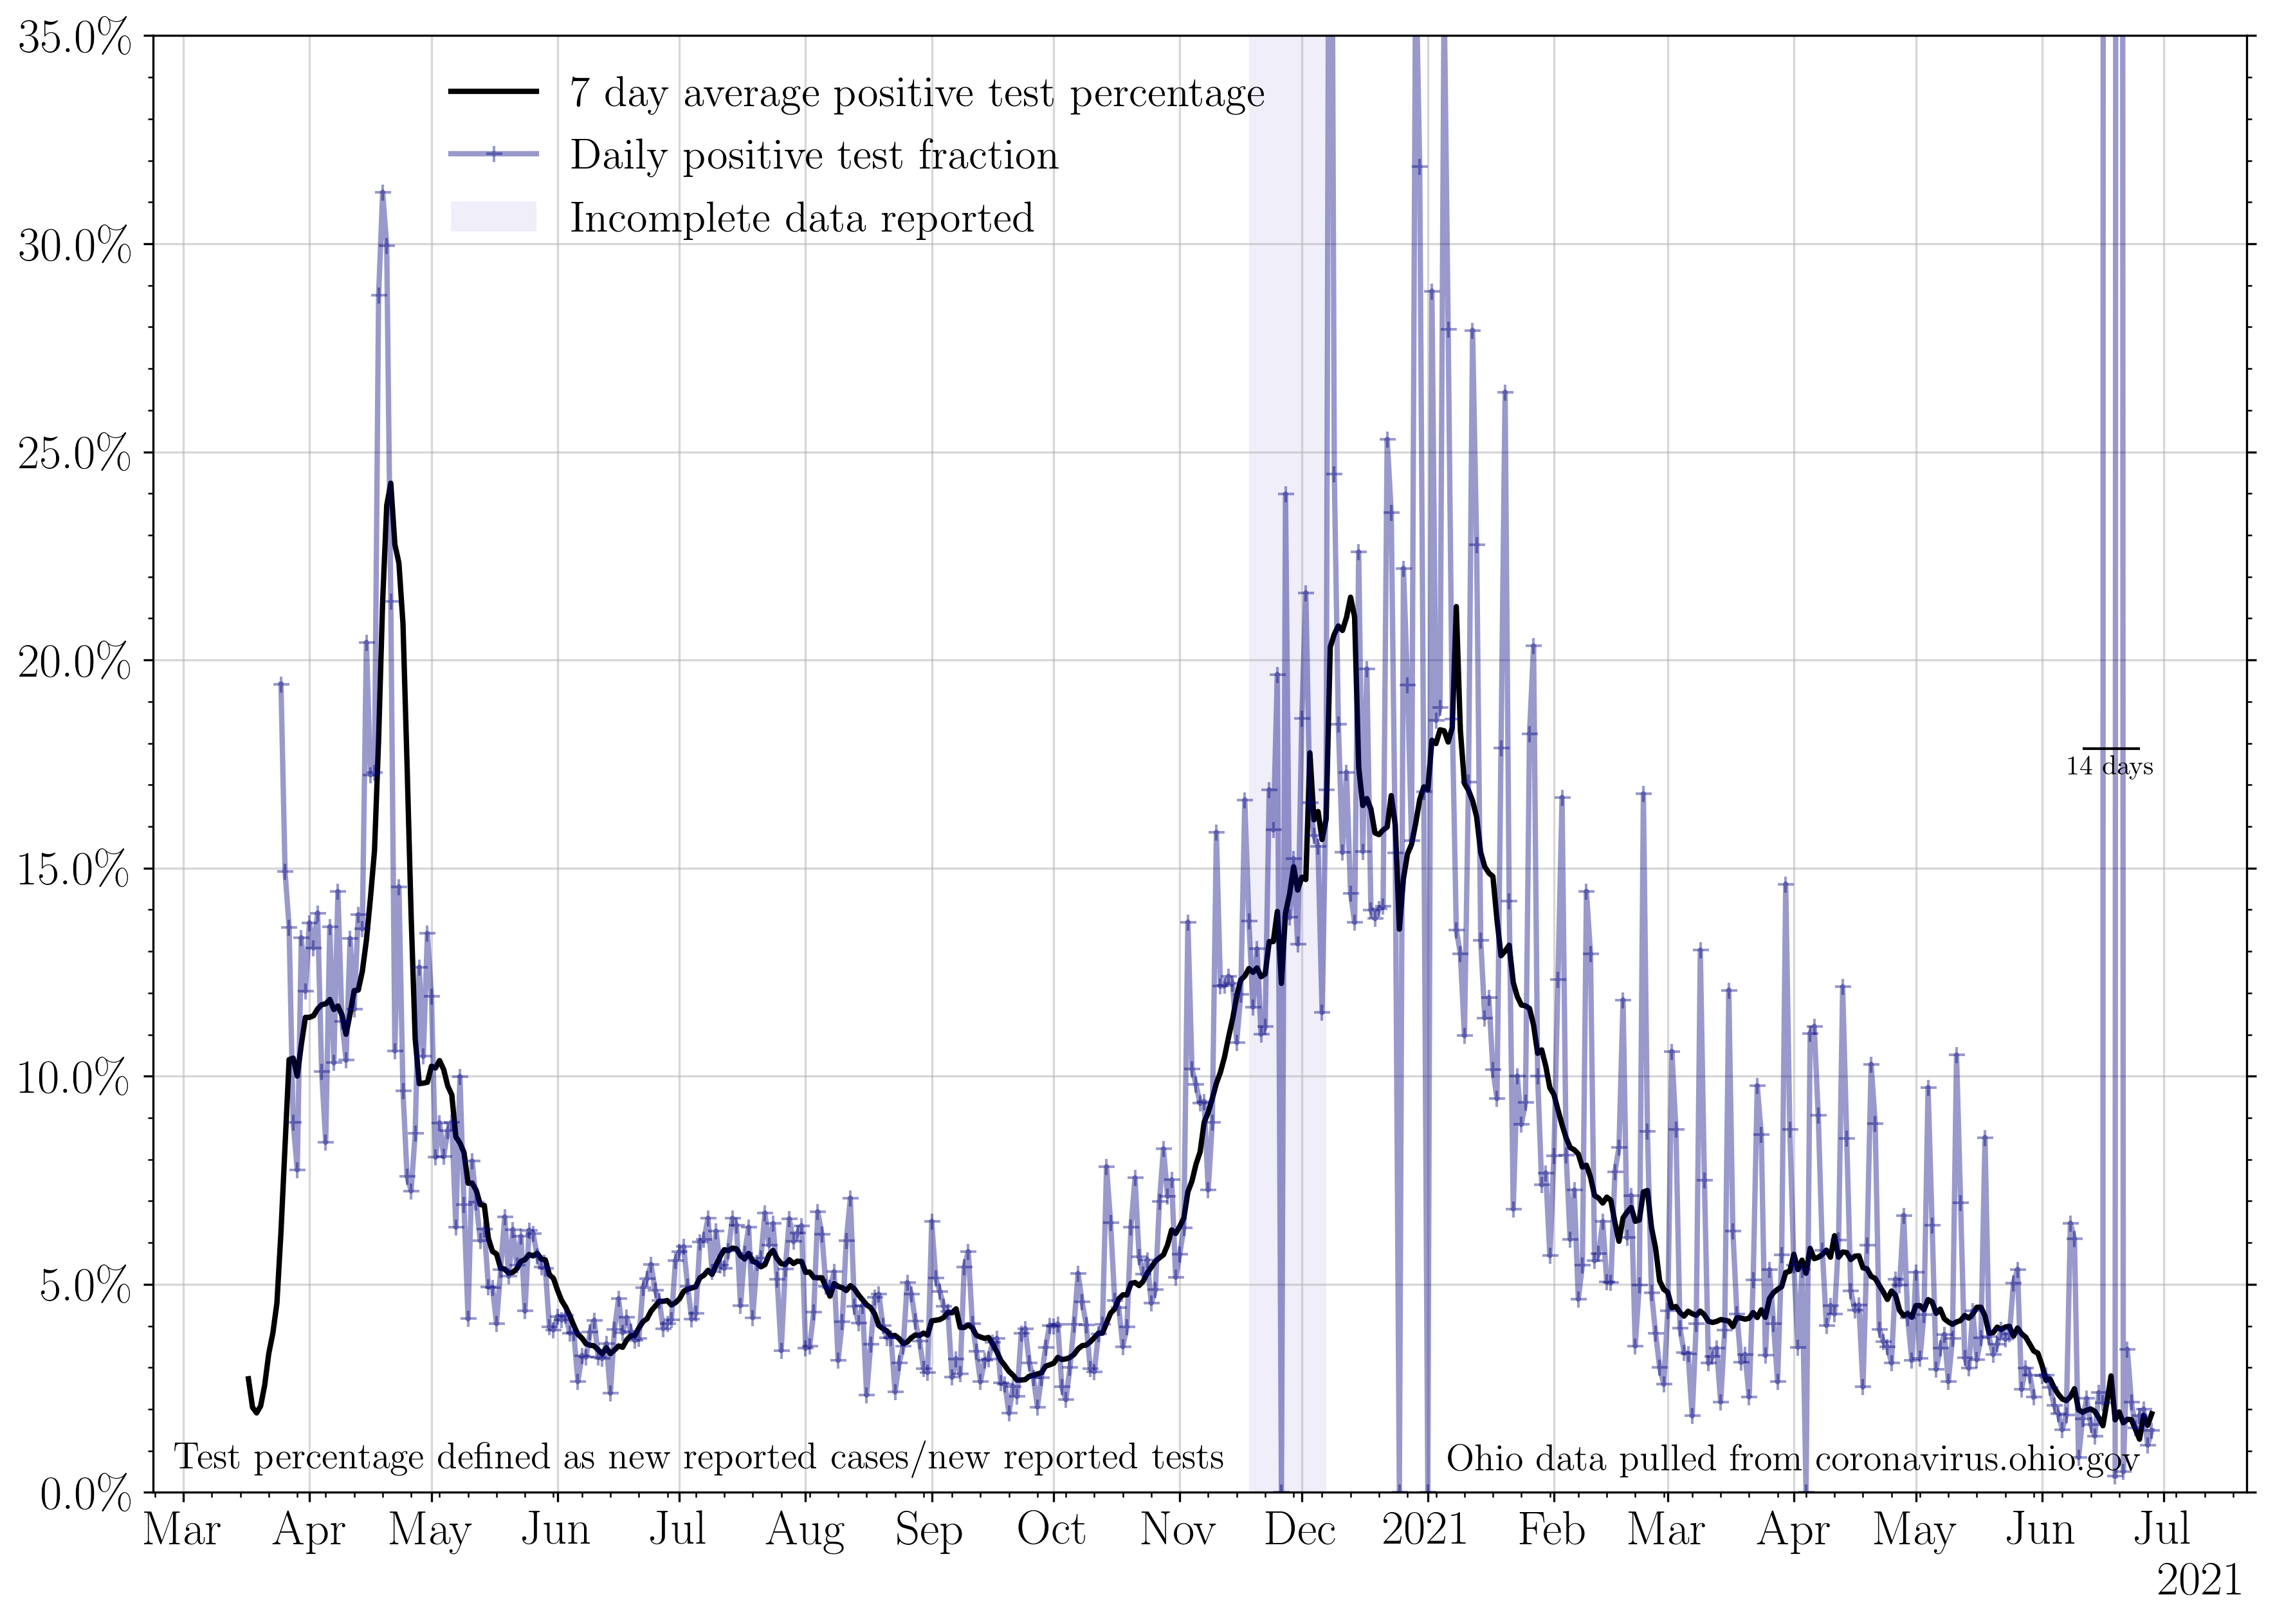 35.0%
7 day average positive test percentage
Daily positive test fraction
Incomplete data reported
30.0%
25.0%
20.0%
14 days
15.0%
10.0%
5.0%
Test percentage defined as new reported cases/new reported tests
Ohio data pulled from coronavirus.ohio.gov
0.0%
Mar Apr May Jun Jul Aug Sep Oct Nov Dec 2021 Feb Mar Apr May Jun Jul
2021